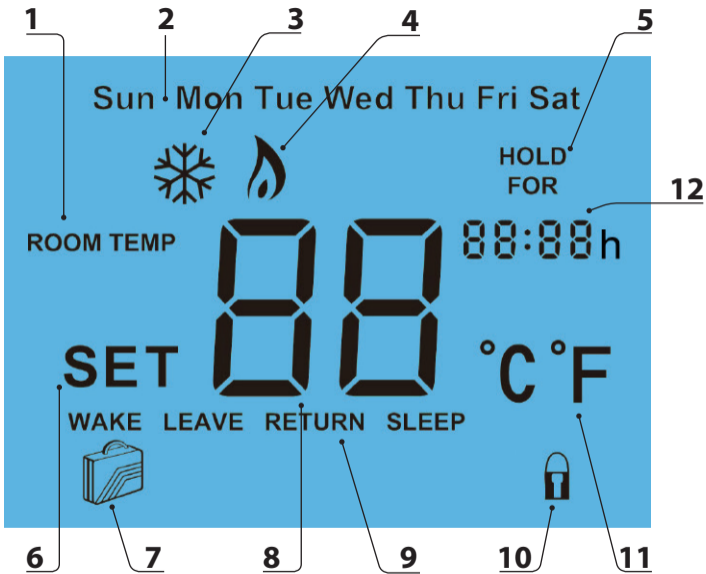 1 2 3 4 5
Sun Mon Tue Wed Thu Fri Sat
HOLD
FOR
12
ROOM TEMP 88 88:88h
SET °C °F
WAKE LEAVE RETURN SLEEP
6 7 8 9 10 11